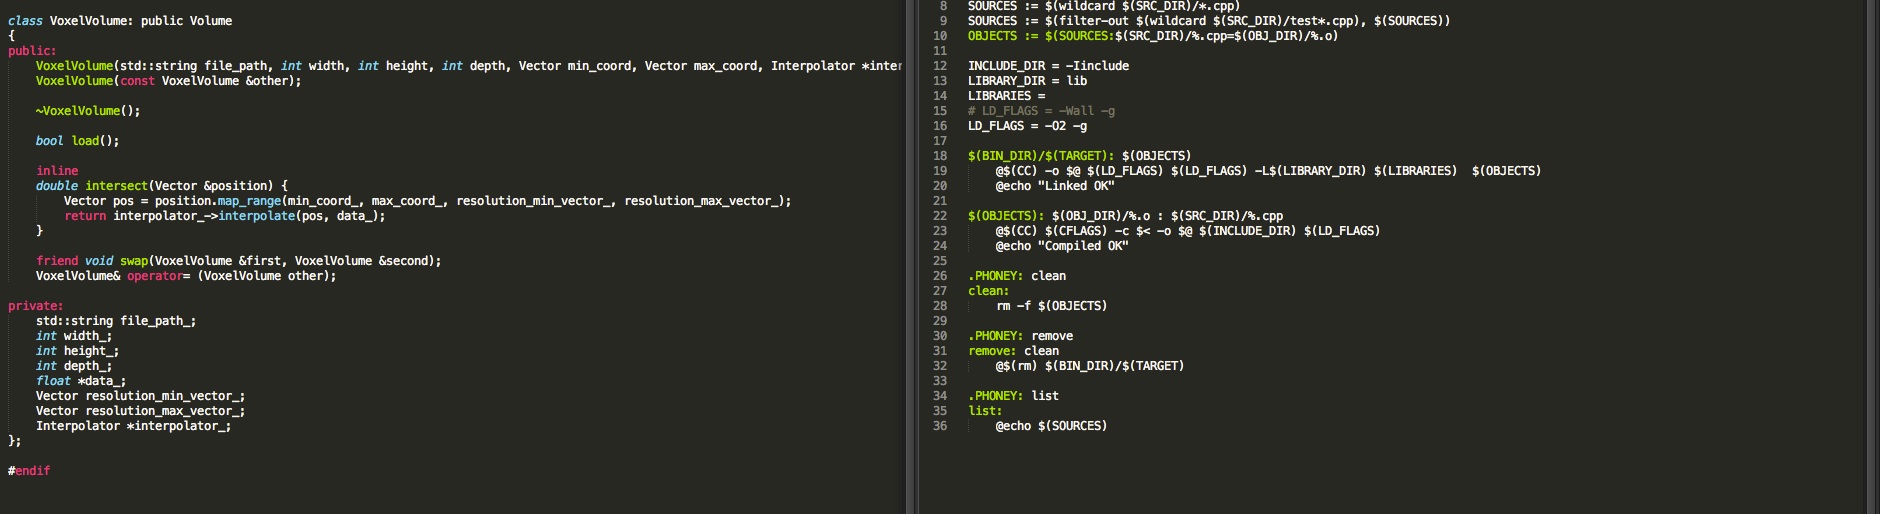 class VoxelVolume: public Volume
{
public:
    VoxelVolume(std::string file_path, int width, int height, int depth, Vector min_coord, Vector max_coord, Interpolator *inter
    VoxelVolume(const VoxelVolume &other);

    ~VoxelVolume();

    bool load();

    inline
    double intersect(Vector &position) {
        Vector pos = position.map_range(min_coord_, max_coord_, resolution_min_vector_, resolution_max_vector_);
        return interpolator_->interpolate(pos, data_);
    }

    friend void swap(VoxelVolume &first, VoxelVolume &second);
    VoxelVolume& operator= (VoxelVolume other);

private:
    std::string file_path_;
    int width_;
    int height_;
    int depth_;
    float *data_;
    Vector resolution_min_vector_;
    Vector resolution_max_vector_;
    Interpolator *interpolator_;
};

#endif

8 SOURCES := $(wildcard $(SRC_DIR)/*.cpp)
9 SOURCES := $(filter-out $(wildcard $(SRC_DIR)/test*.cpp), $(SOURCES))
10 OBJECTS := $(SOURCES:$(SRC_DIR)/%.cpp=$(OBJ_DIR)/%.o)
11
12 INCLUDE_DIR = -Iinclude
13 LIBRARY_DIR = lib
14 LIBRARIES =
15 # LD_FLAGS = -Wall -g
16 LD_FLAGS = -O2 -g
17
18 $(BIN_DIR)/$(TARGET): $(OBJECTS)
19     @$(CC) -o $@ $(LD_FLAGS) $(LD_FLAGS) -L$(LIBRARY_DIR) $(LIBRARIES)  $(OBJECTS)
20     @echo "Linked OK"
21
22 $(OBJECTS): $(OBJ_DIR)/%.o : $(SRC_DIR)/%.cpp
23     @$(CC) $(CFLAGS) -c $< -o $@ $(INCLUDE_DIR) $(LD_FLAGS)
24     @echo "Compiled OK"
25
26 .PHONEY: clean
27 clean:
28     rm -f $(OBJECTS)
29
30 .PHONEY: remove
31 remove: clean
32     @$(rm) $(BIN_DIR)/$(TARGET)
33
34 .PHONEY: list
35 list:
36     @echo $(SOURCES)